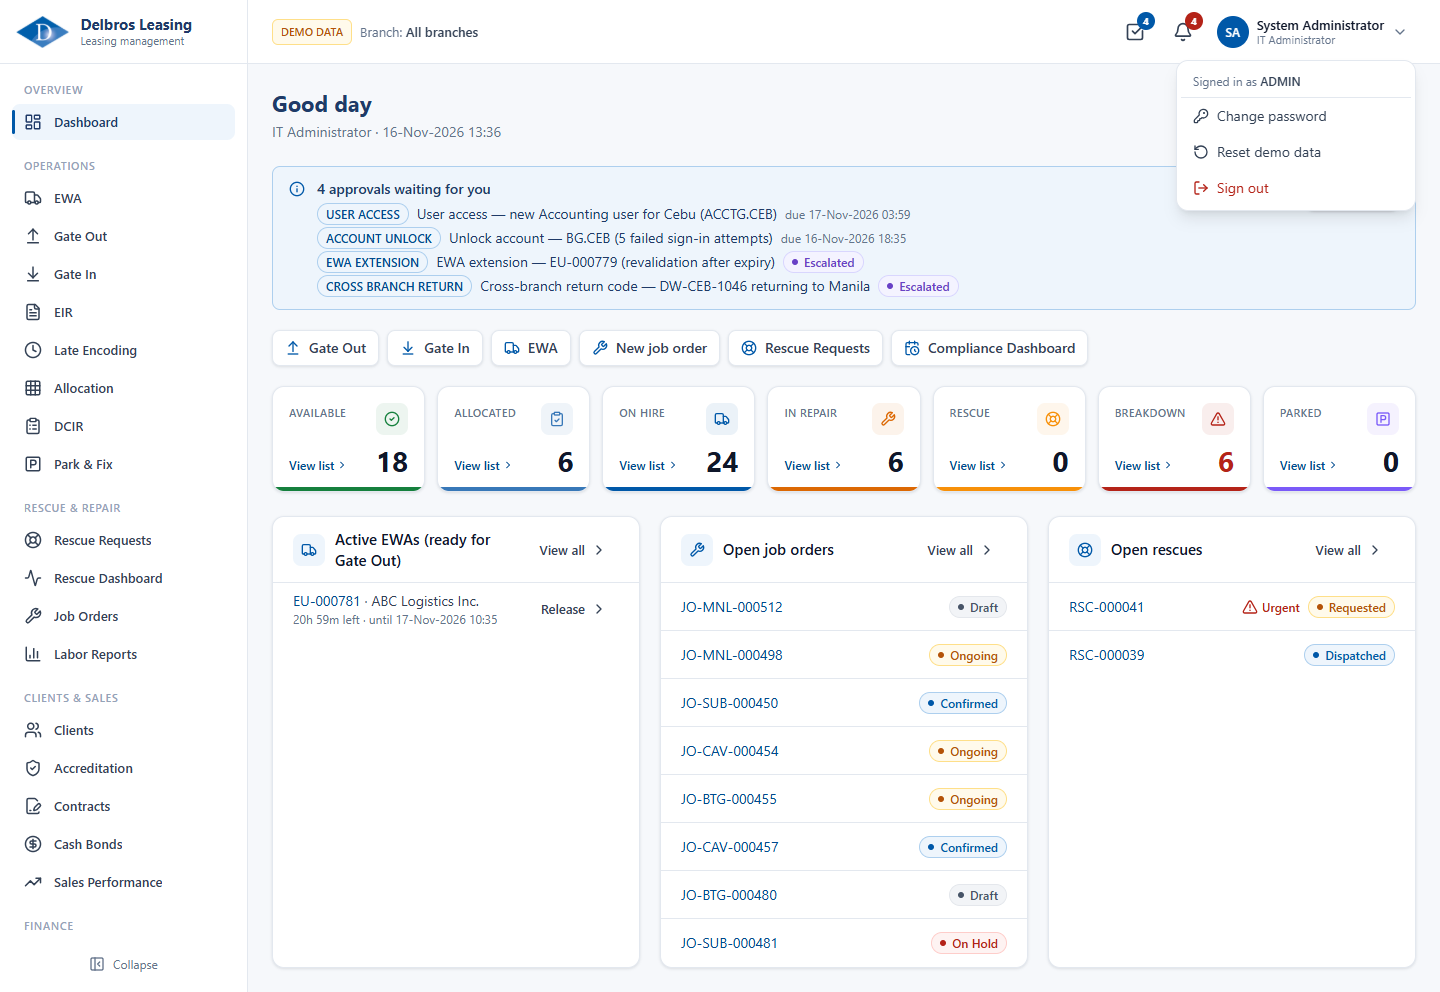 Delbros Leasing
Leasing management
DEMO DATA
Branch: All branches
4
4
SA
System Administrator
IT Administrator
Signed in as ADMIN
Change password
Reset demo data
Sign out
OVERVIEW
Dashboard
OPERATIONS
EWA
Gate Out
Gate In
EIR
Late Encoding
Allocation
DCIR
Park & Fix
RESCUE & REPAIR
Rescue Requests
Rescue Dashboard
Job Orders
Labor Reports
CLIENTS & SALES
Clients
Accreditation
Contracts
Cash Bonds
Sales Performance
FINANCE
Collapse
Good day
IT Administrator · 16-Nov-2026 13:36
4 approvals waiting for you
USER ACCESS User access — new Accounting user for Cebu (ACCTG.CEB) due 17-Nov-2026 03:59
ACCOUNT UNLOCK Unlock account — BG.CEB (5 failed sign-in attempts) due 16-Nov-2026 18:35
EWA EXTENSION EWA extension — EU-000779 (revalidation after expiry) Escalated
CROSS BRANCH RETURN Cross-branch return code — DW-CEB-1046 returning to Manila Escalated
Gate Out
Gate In
EWA
New job order
Rescue Requests
Compliance Dashboard
AVAILABLE
View list
18
ALLOCATED
View list
6
ON HIRE
View list
24
IN REPAIR
View list
6
RESCUE
View list
0
BREAKDOWN
View list
6
PARKED
View list
0
Active EWAs (ready for
Gate Out)
View all
EU-000781 · ABC Logistics Inc.
20h 59m left · until 17-Nov-2026 10:35
Release
Open job orders
View all
JO-MNL-000512 Draft
JO-MNL-000498 Ongoing
JO-SUB-000450 Confirmed
JO-CAV-000454 Ongoing
JO-BTG-000455 Ongoing
JO-CAV-000457 Confirmed
JO-BTG-000480 Draft
JO-SUB-000481 On Hold
Open rescues
View all
RSC-000041 Urgent Requested
RSC-000039 Dispatched